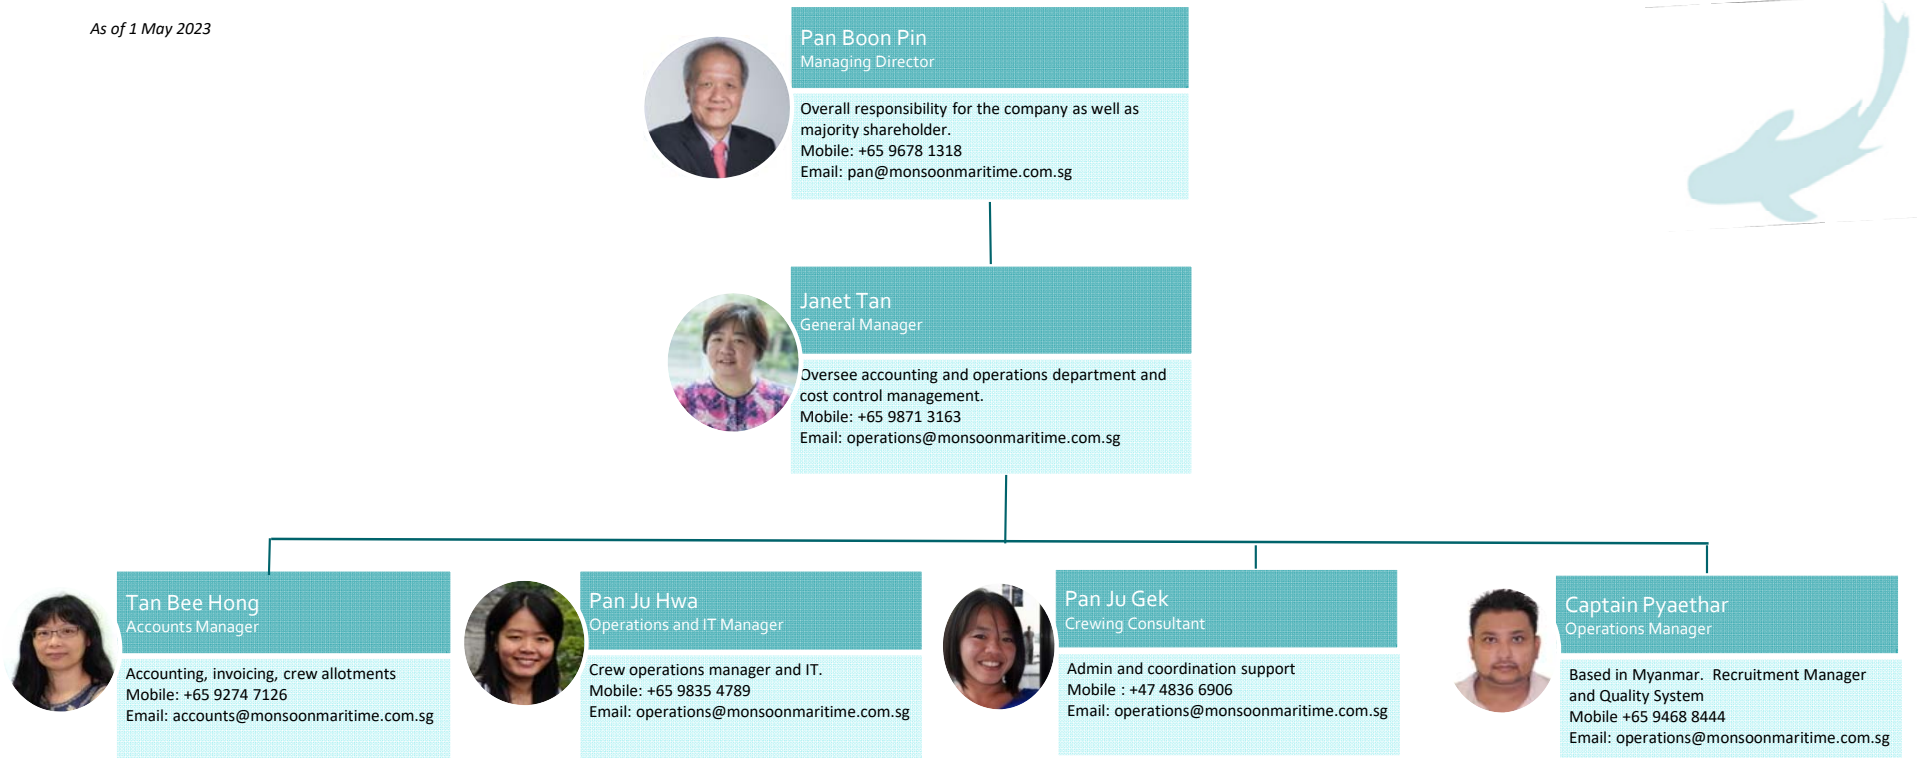 As of 1 May 2023
Pan Boon Pin
Managing Director
Overall responsibility for the company as well as
majority shareholder.
Mobile: +65 9678 1318
Email: pan@monsoonmaritime.com.sg
Janet Tan
General Manager
Oversee accounting and operations department and
cost control management.
Mobile: +65 9871 3163
Email: operations@monsoonmaritime.com.sg
Tan Bee Hong
Accounts Manager
Accounting, invoicing, crew allotments
Mobile: +65 9274 7126
Email: accounts@monsoonmaritime.com.sg
Pan Ju Hwa
Operations and IT Manager
Crew operations manager and IT.
Mobile: +65 9835 4789
Email: operations@monsoonmaritime.com.sg
Pan Ju Gek
Crewing Consultant
Admin and coordination support
Mobile : +47 4836 6906
Email: operations@monsoonmaritime.com.sg
Captain Pyaethar
Operations Manager
Based in Myanmar.  Recruitment Manager
and Quality System
Mobile +65 9468 8444
Email: operations@monsoonmaritime.com.sg